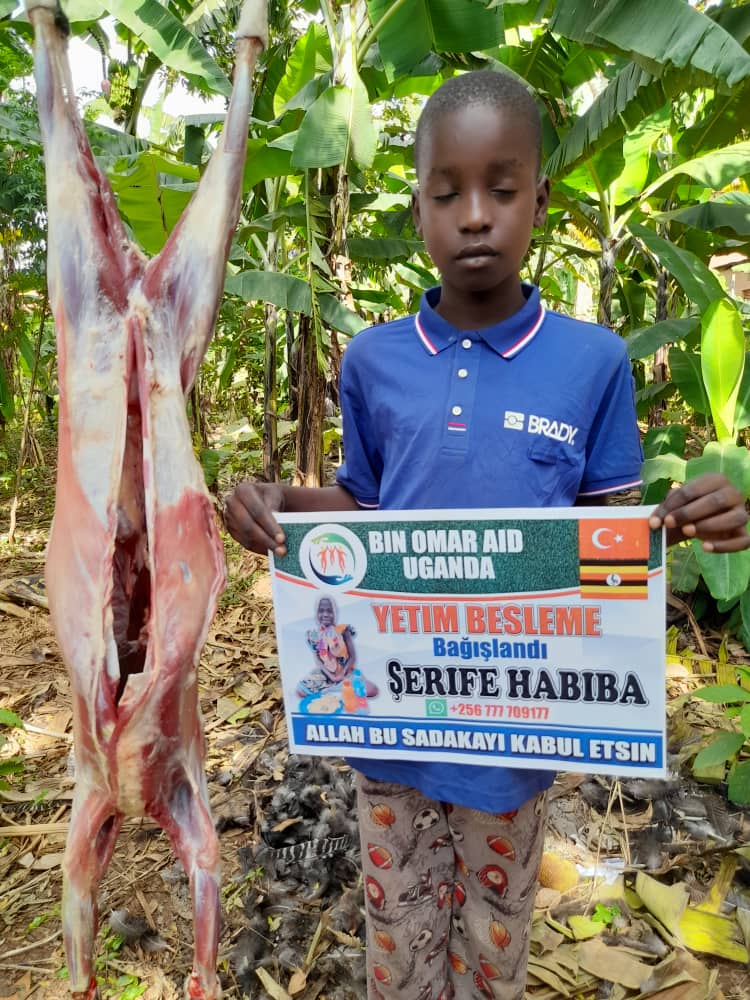 BRADY
BIN OMAR AID
UGANDA
YETIM BESLEME
Bağışlandı
ŞERIFE HABIBA
+256 777 709177
ALLAH BU SADAKAYI KABUL ETSIN